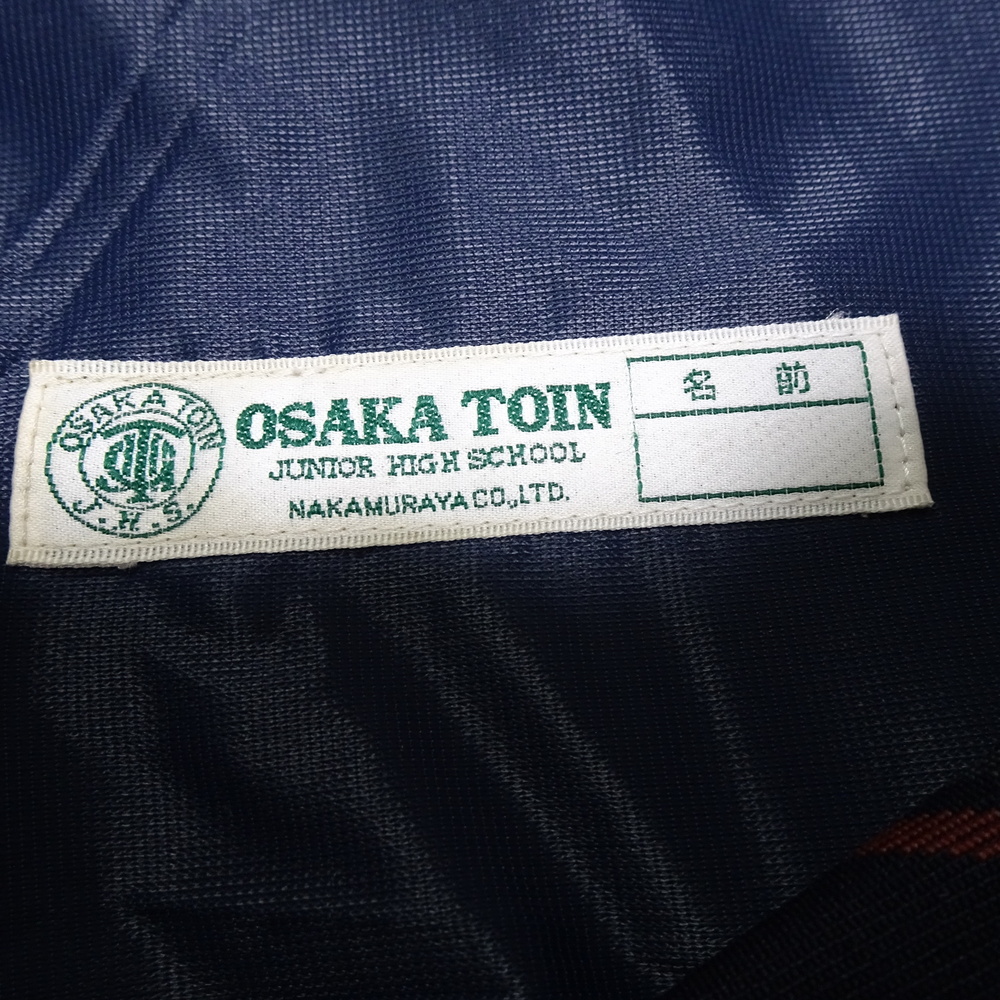 OSAKA TOIN
J.H.S.
OSAKA TOIN
JUNIOR HIGH SCHOOL
NAKAMURAYA CO.,LTD.
名 前